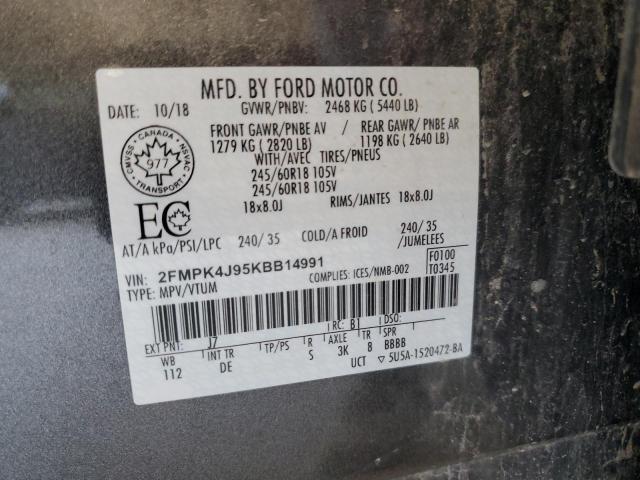 MFD. BY FORD MOTOR CO.
DATE: 10/18 GVWR/PNBV: 2468 KG ( 5440 LB)
FRONT GAWR/PNBE AV REAR GAWR/ PNBE AR
1279 KG ( 2820 LB) 1198 KG ( 2640 LB)
WITH/AVEC TIRES/PNEUS
245/60R18 105V
245/60R18 105V
18x8.0J RIMS/JANTES 18x8.0J
CMVSS · CANADA · NSVAC
977
TRANSPORT
EC
AT/A kPa/PSI/LPC 240/ 35 COLD/A FROID 240/ 35
/JUMELEES
VIN: 2FMPK4J95KBB14991 F0100
TYPE: MPV/VTUM COMPLIES: ICES/NMB-002 T0345
EXT PNT: J7 RC: B DSO:
WB INT TR TP/PS R AXLE TR SPR
112 DE S 3K 8 BBBB
UCT ▽ 5U5A-1520472-BA